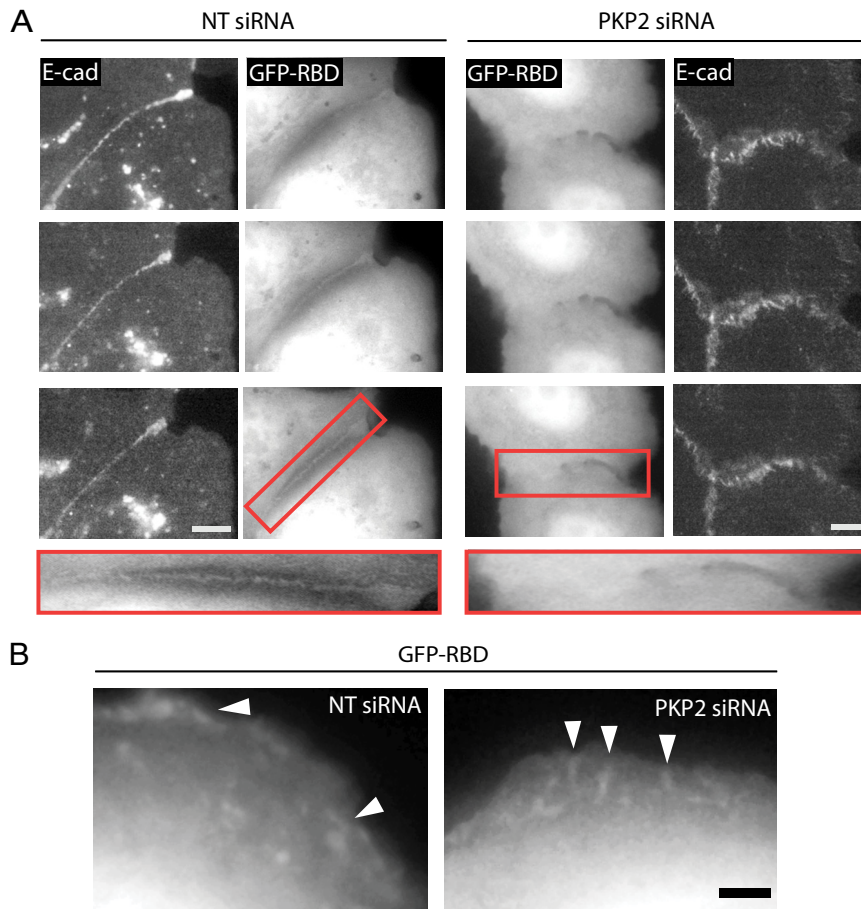 A
NT siRNA
PKP2 siRNA
E-cad
GFP-RBD
GFP-RBD
E-cad
B
GFP-RBD
NT siRNA
PKP2 siRNA